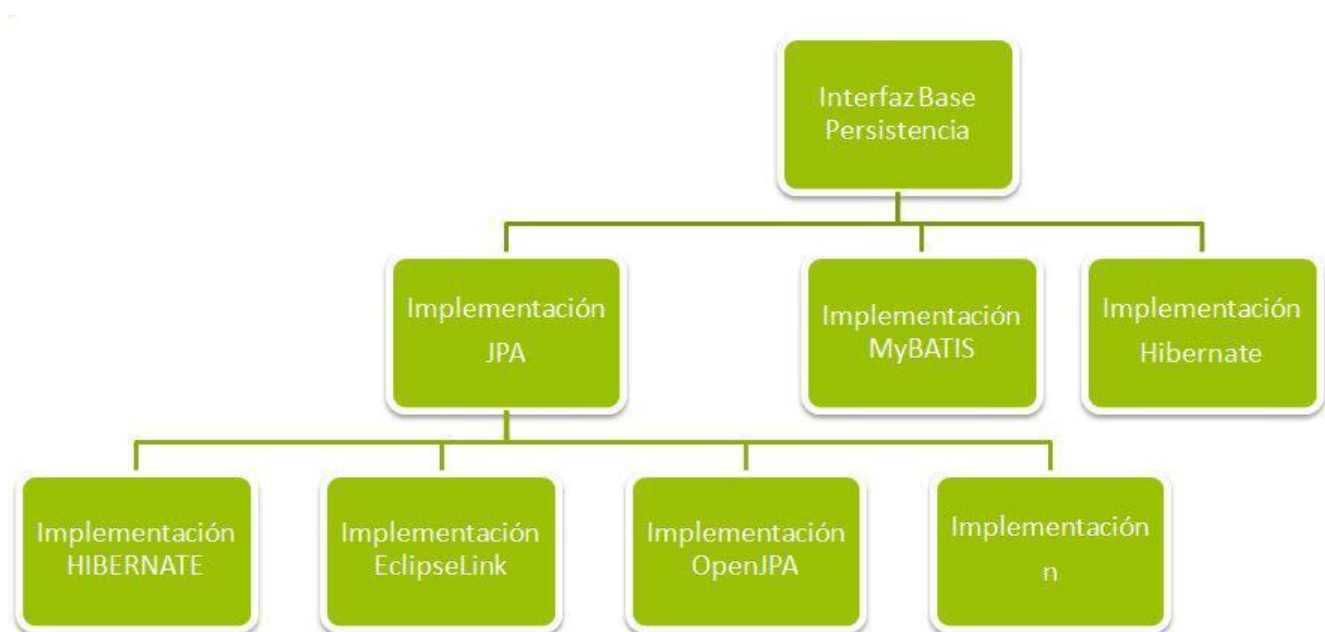 Interfaz Base
Persistencia
Implementación
JPA
Implementación
MyBATIS
Implementación
Hibernate
Implementación
HIBERNATE
Implementación
EclipseLink
Implementación
OpenJPA
Implementación
n